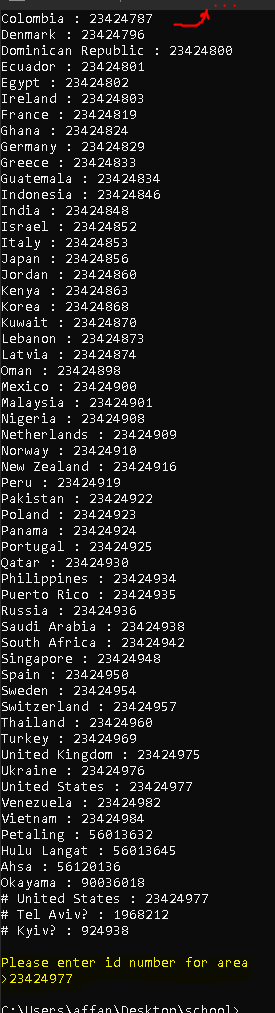 Colombia : 23424787
Denmark : 23424796
Dominican Republic : 23424800
Ecuador : 23424801
Egypt : 23424802
Ireland : 23424803
France : 23424819
Ghana : 23424824
Germany : 23424829
Greece : 23424833
Guatemala : 23424834
Indonesia : 23424846
India : 23424848
Israel : 23424852
Italy : 23424853
Japan : 23424856
Jordan : 23424860
Kenya : 23424863
Korea : 23424868
Kuwait : 23424870
Lebanon : 23424873
Latvia : 23424874
Oman : 23424898
Mexico : 23424900
Malaysia : 23424901
Nigeria : 23424908
Netherlands : 23424909
Norway : 23424910
New Zealand : 23424916
Peru : 23424919
Pakistan : 23424922
Poland : 23424923
Panama : 23424924
Portugal : 23424925
Qatar : 23424930
Philippines : 23424934
Puerto Rico : 23424935
Russia : 23424936
Saudi Arabia : 23424938
South Africa : 23424942
Singapore : 23424948
Spain : 23424950
Sweden : 23424954
Switzerland : 23424957
Thailand : 23424960
Turkey : 23424969
United Kingdom : 23424975
Ukraine : 23424976
United States : 23424977
Venezuela : 23424982
Vietnam : 23424984
Petaling : 56013632
Hulu Langat : 56013645
Ahsa : 56120136
Okayama : 90036018
# United States : 23424977
# Tel Aviv? : 1968212
# Kyiv? : 924938
Please enter id number for area
>23424977
C:\Users\affan\Desktop\school>